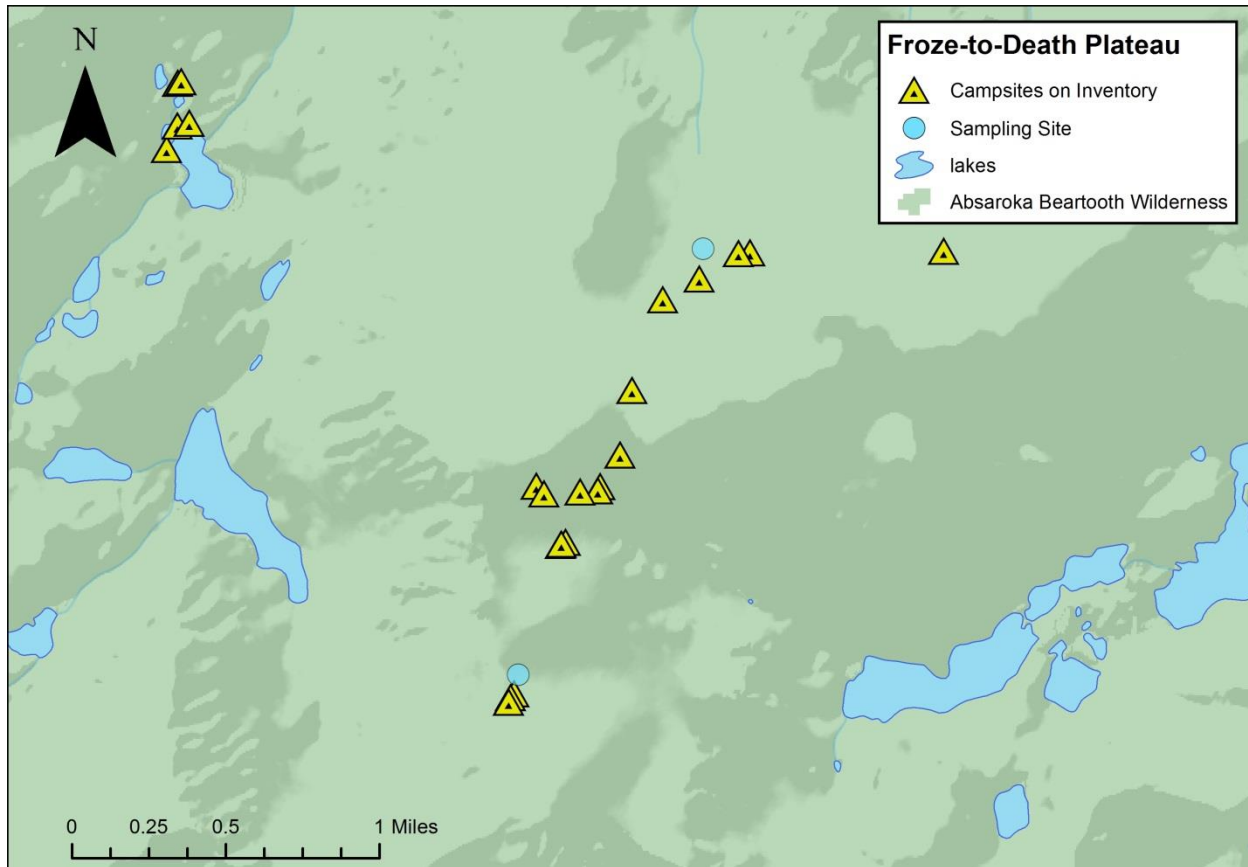 N
Froze-to-Death Plateau
Campsites on Inventory
Sampling Site
lakes
Absaroka Beartooth Wilderness
0 0.25 0.5 1 Miles